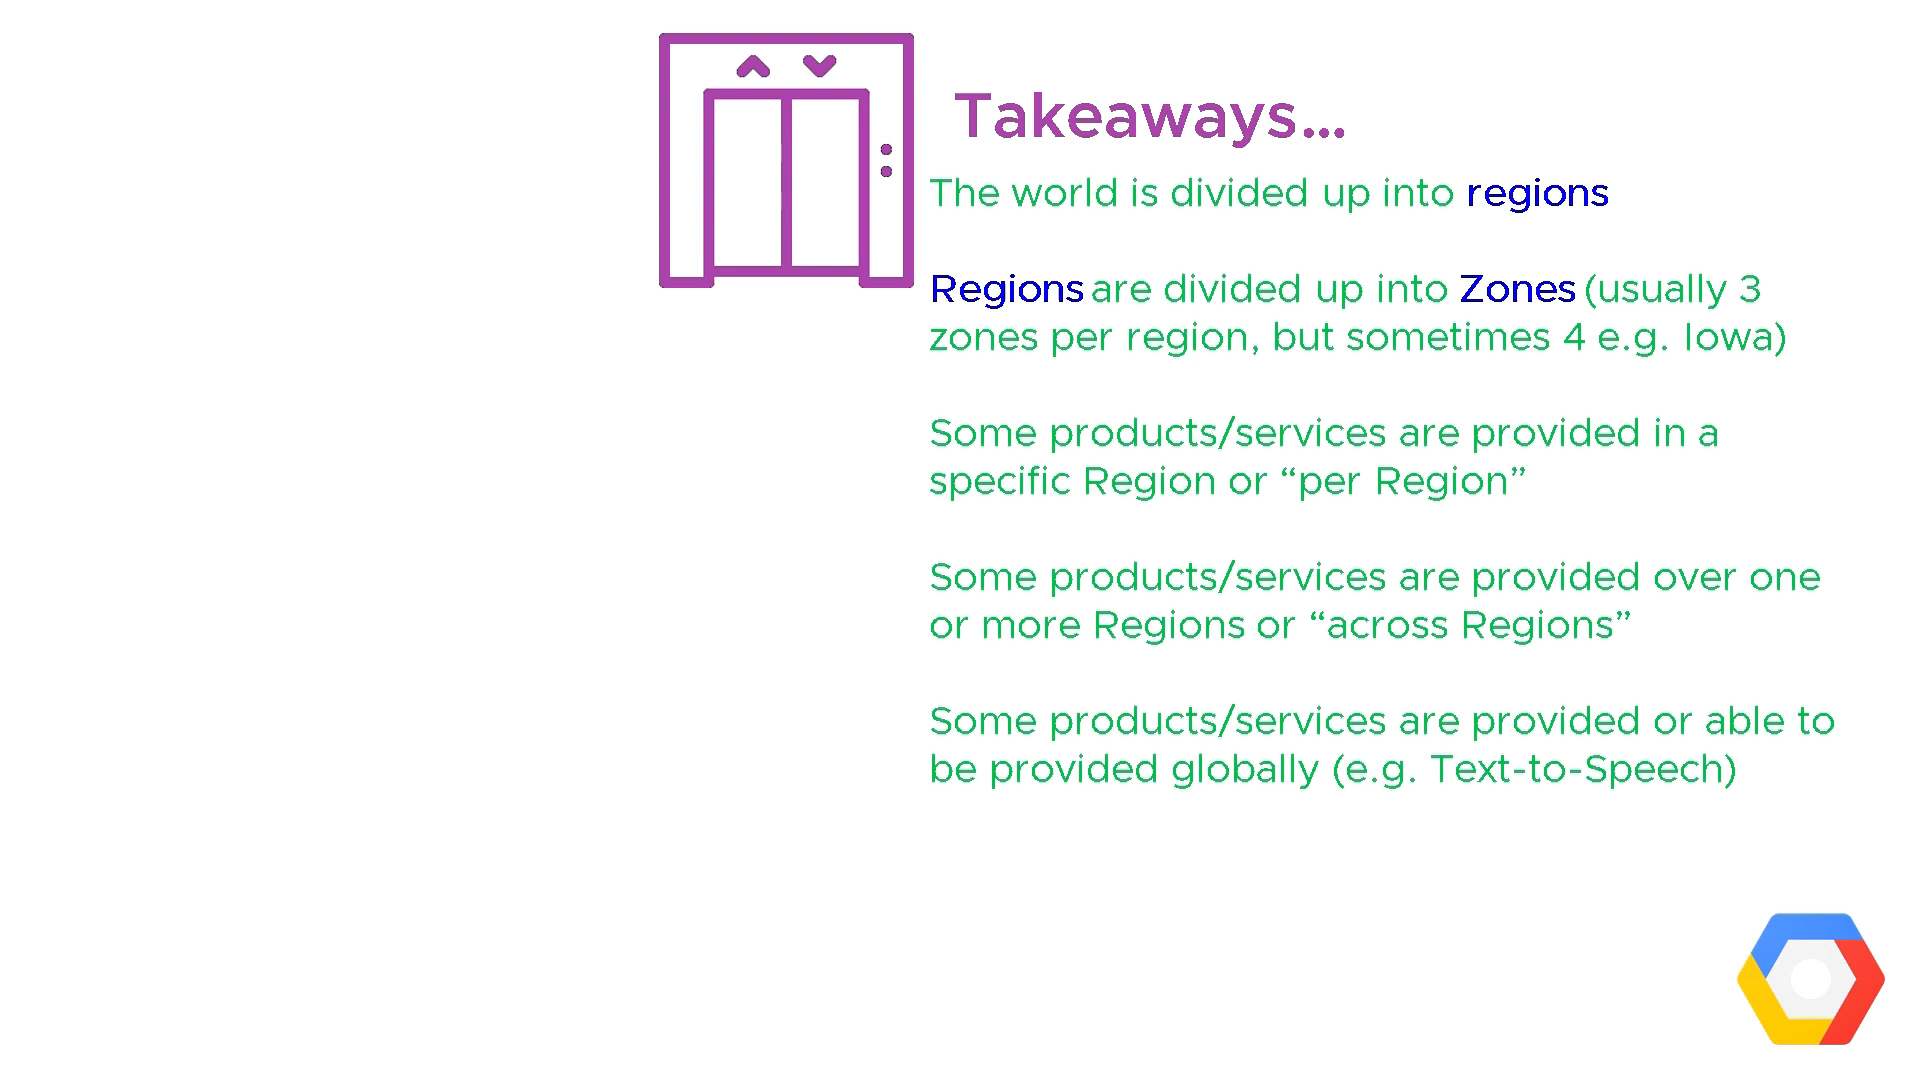 Takeaways...
The world is divided up into regions
Regions are divided up into Zones (usually 3
zones per region, but sometimes 4 e.g. Iowa)
Some products/services are provided in a
specific Region or “per Region”
Some products/services are provided over one
or more Regions or “across Regions”
Some products/services are provided or able to
be provided globally (e.g. Text-to-Speech)